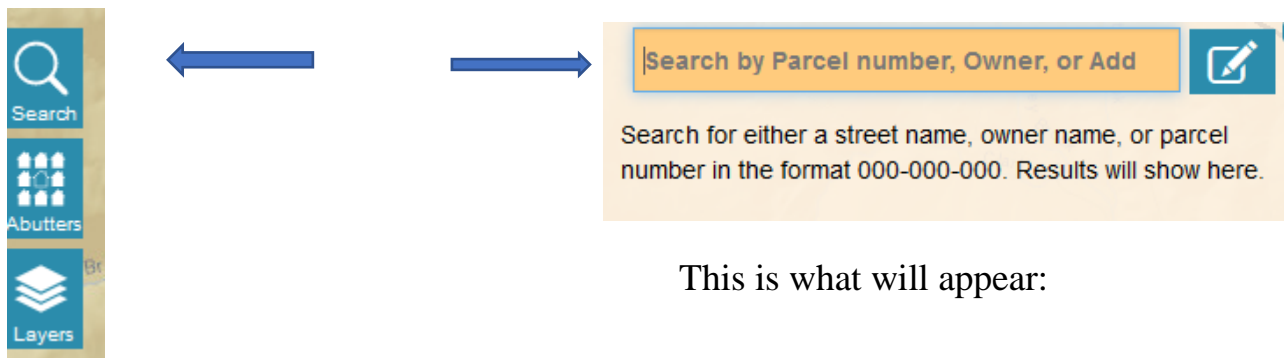 Search
Abutters
Layers
Br
Search by Parcel number, Owner, or Add
Search for either a street name, owner name, or parcel
number in the format 000-000-000. Results will show here.
This is what will appear: